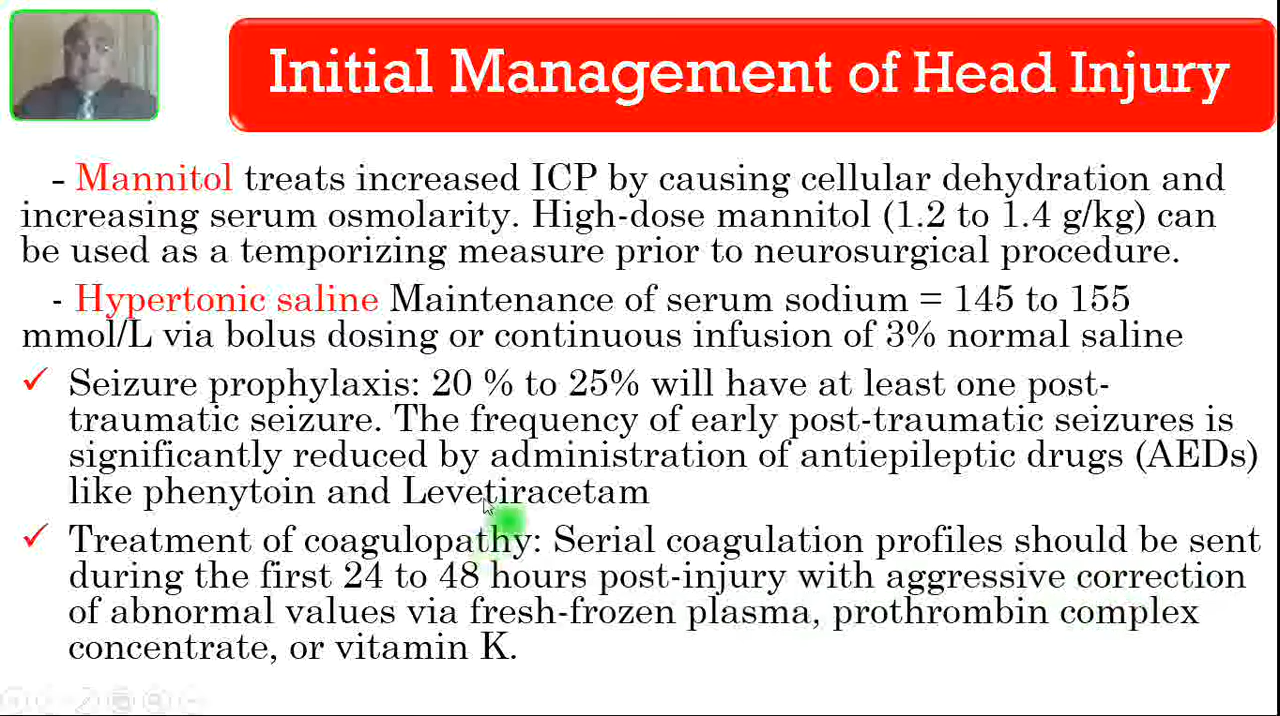 Initial Management of Head Injury
- Mannitol treats increased ICP by causing cellular dehydration and
increasing serum osmolarity. High-dose mannitol (1.2 to 1.4 g/kg) can
be used as a temporizing measure prior to neurosurgical procedure.
- Hypertonic saline Maintenance of serum sodium = 145 to 155
mmol/L via bolus dosing or continuous infusion of 3% normal saline
✓ Seizure prophylaxis: 20 % to 25% will have at least one post-
traumatic seizure. The frequency of early post-traumatic seizures is
significantly reduced by administration of antiepileptic drugs (AEDs)
like phenytoin and Levetiracetam
✓ Treatment of coagulopathy: Serial coagulation profiles should be sent
during the first 24 to 48 hours post-injury with aggressive correction
of abnormal values via fresh-frozen plasma, prothrombin complex
concentrate, or vitamin K.